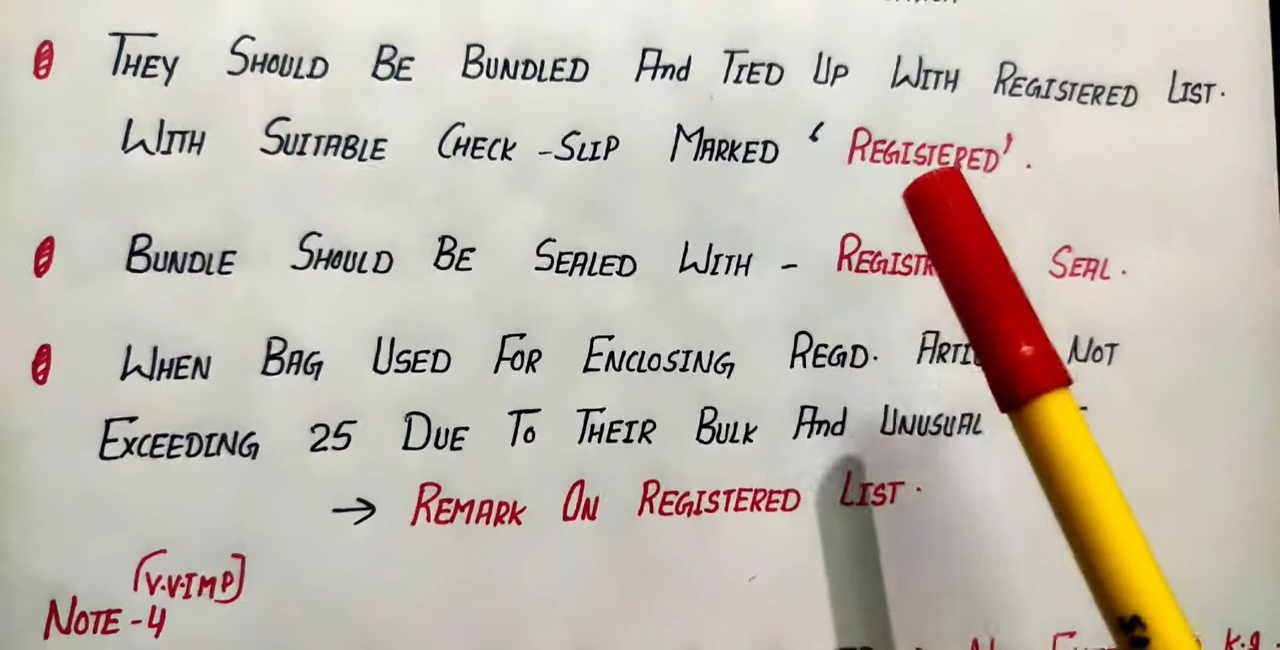 THEY SHOULD BE BUNDLED And TIED UP WITH REGISTERED LIST.
WITH SUITABLE CHECK-SLIP MARKED ' REGISTERED'.
BUNDLE SHOULD BE SEALED WITH - SEAL.
WHEN BAG USED FOR ENCLOSING REGD. NOT
EXCEEDING 25 DUE TO THEIR BULK And UNUSUAL
→ REMARK ON REGISTERED LIST.
[V.V.IMP]
NOTE-4
k.g.